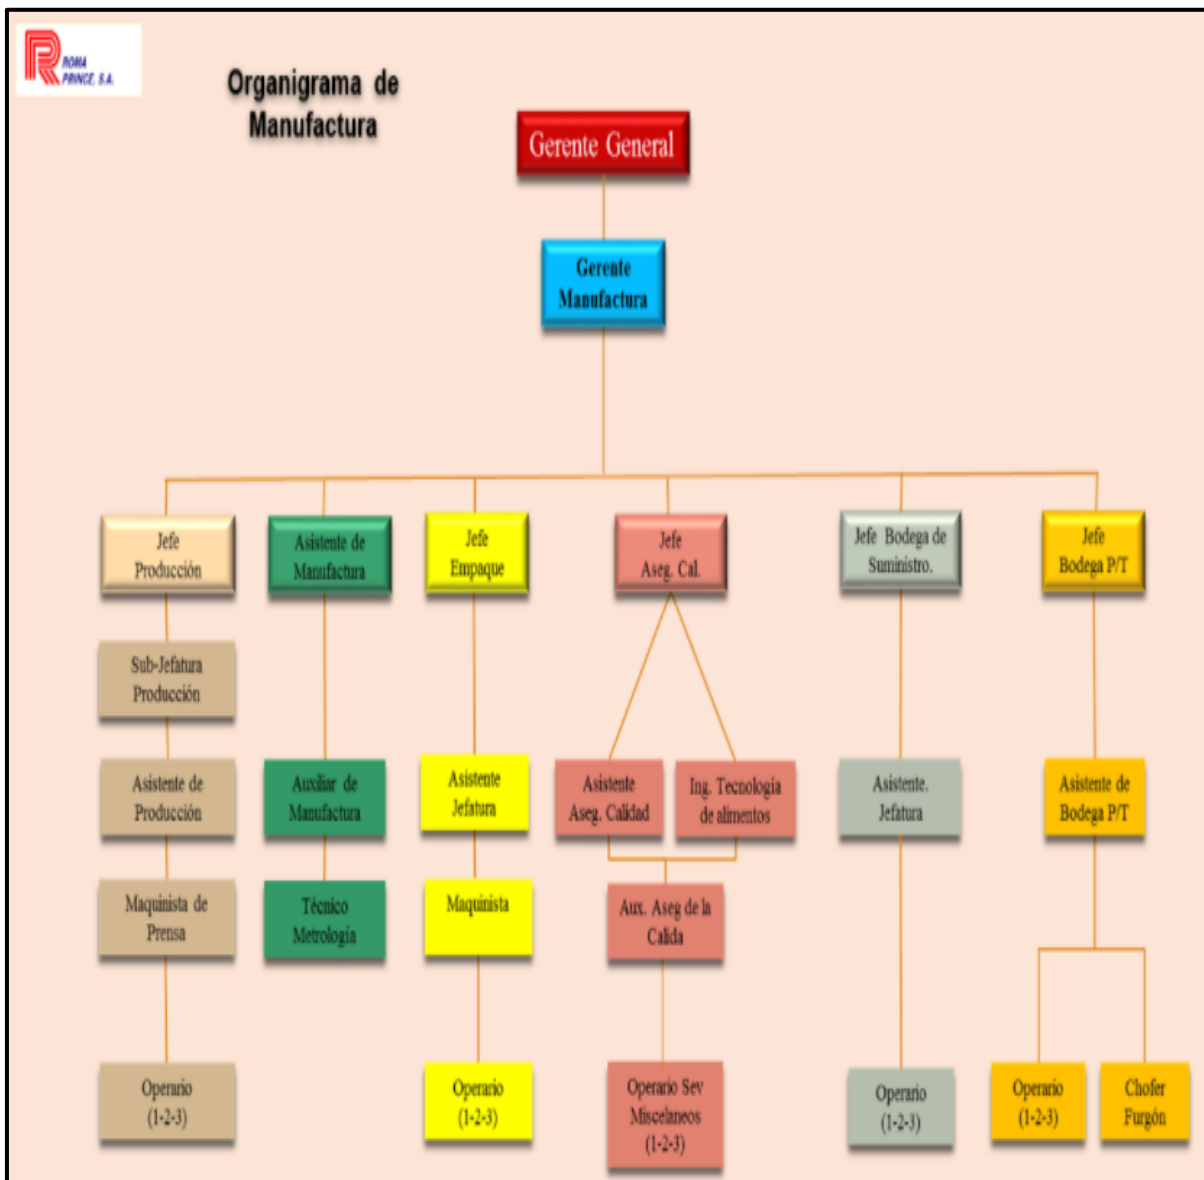 ROMA
PRINCE, S.A.
Organigrama de
Manufactura
Gerente General
Gerente
Manufactura
Jefe
Producción
Asistente de
Manufactura
Jefe
Empaque
Jefe
Aseg. Cal.
Jefe Bodega de
Suministro.
Jefe
Bodega P/T
Sub-Jefatura
Producción
Asistente de
Producción
Auxiliar de
Manufactura
Asistente
Jefatura
Asistente
Aseg. Calidad
Ing. Tecnología
de alimentos
Asistente.
Jefatura
Asistente de
Bodega P/T
Maquinista de
Prensa
Técnico
Metrología
Maquinista
Aux. Aseg de la
Calida
Operario
(1-2-3)
Operario
(1-2-3)
Operario Sev
Miscelaneos
(1-2-3)
Operario
(1-2-3)
Operario
(1-2-3)
Chofer
Furgón